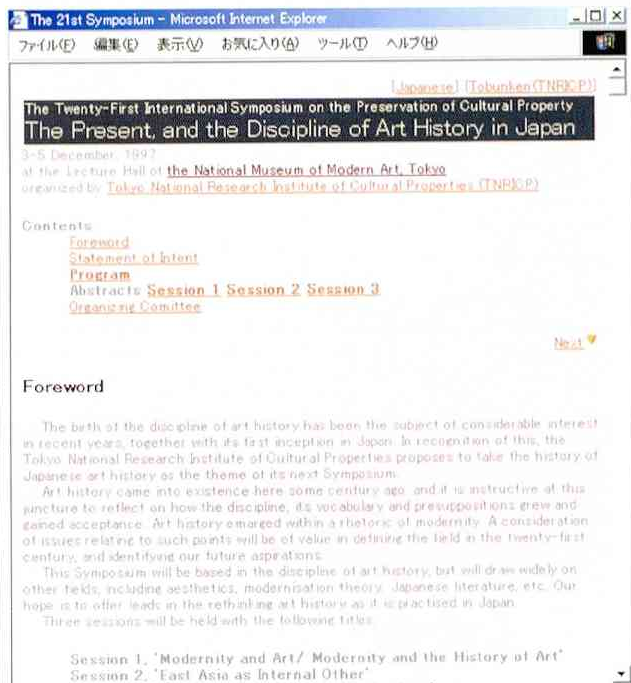 The 21st Symposium - Microsoft Internet Explorer
ファイル(F) 編集(E) 表示(V) お気に入り(A) ツール(T) ヘルプ(H)
[Japanese] [Tobunken(TNRICP)]
The Twenty-First International Symposium on the Preservation of Cultural Property
The Present, and the Discipline of Art History in Japan
3-5 December, 1997
at the Lecture Hall of the National Museum of Modern Art, Tokyo
organized by Tokyo National Research Institute of Cultural Properties (TNRICP)
Contents
Foreword
Statement of Intent
Program
Abstracts Session 1 Session 2 Session 3
Organizing Comittee
Next
Foreword
The birth of the discipline of art history has been the subject of considerable interest
in recent years, together with its first inception in Japan. In recognition of this, the
Tokyo National Research Institute of Cultural Properties proposes to take the history of
Japanese art history as the theme of its next Symposium.
Art history came into existence here some century ago, and it is instructive at this
juncture to reflect on how the discipline, its vocabulary and presuppositions grew and
gained acceptance. Art history emarged within a rhetoric of modernity. A consideration
of issues relating to such points will be of value in defining the field in the twenty-first
century, and identifying our future aspirations.
This Symposium will be based in the discipline of art history, but will draw widely on
other fields, including aesthetics, modernisation theory, Japanese literature, etc. Our
hope is to offer leads in the rethinking art history as it is practised in Japan.
Three sessions will be held with the following titles:
Session 1, 'Modernity and Art/ Modernity and the History of Art'
Session 2, 'East Asia as Internal Other'